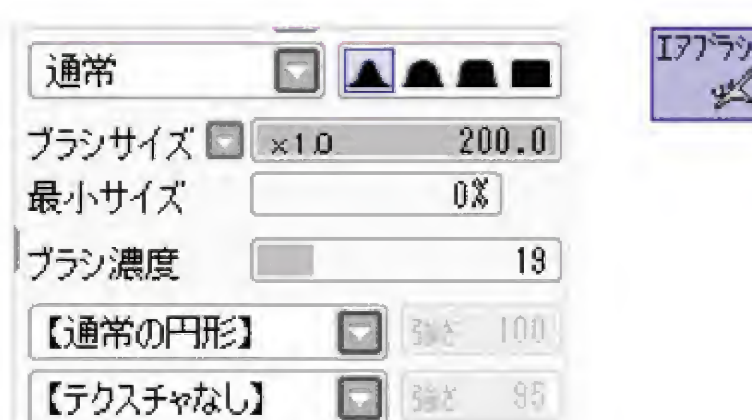 通常
エアブラシ
ブラシサイズ ×1.0 200.0
最小サイズ 0%
ブラシ濃度 19
【通常の円形】 強さ 100
【テクスチャなし】 強さ 95